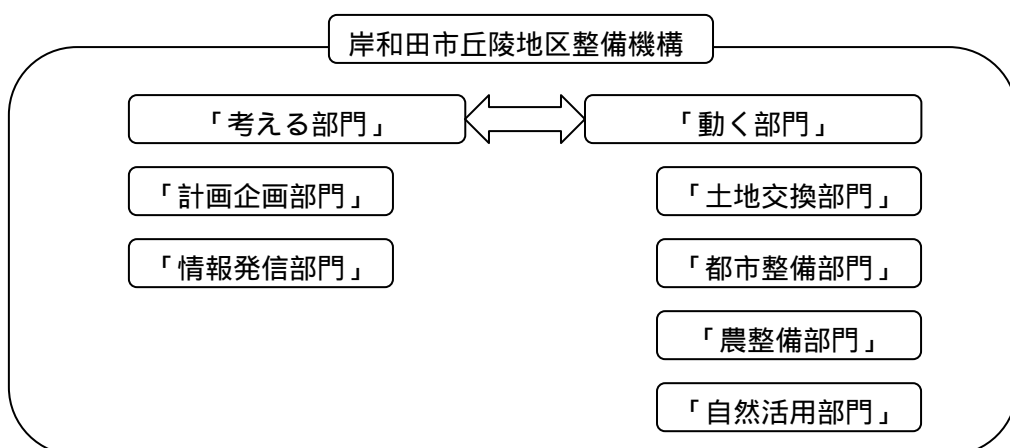 岸和田市丘陵地区整備機構
「考える部門」
「動く部門」
「計画企画部門」
「土地交換部門」
「情報発信部門」
「都市整備部門」
「農整備部門」
「自然活用部門」